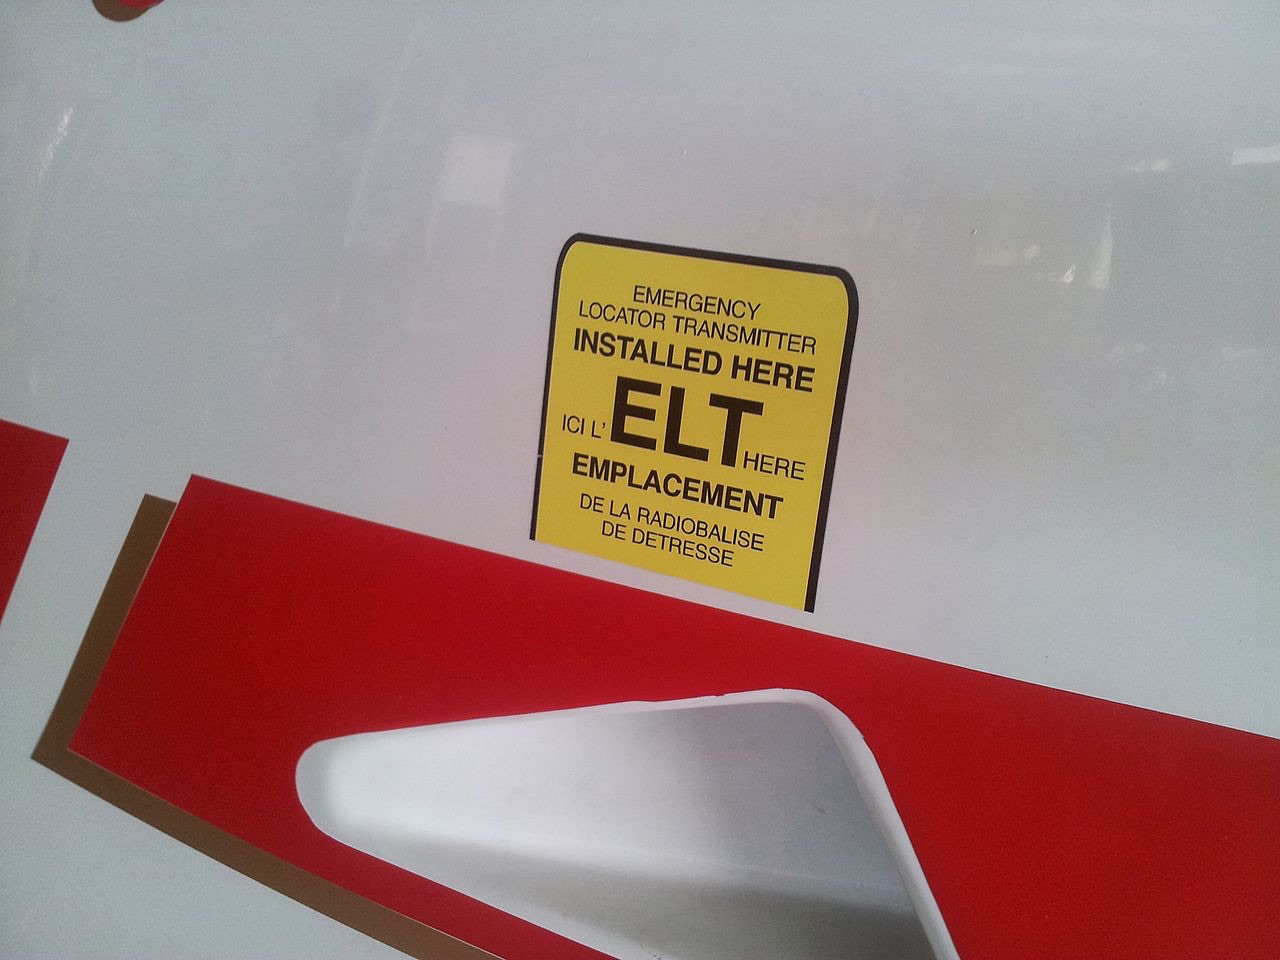 EMERGENCY
LOCATOR TRANSMITTER
INSTALLED HERE
ICI L' ELT HERE
EMPLACEMENT
DE LA RADIOBALISE
DE DETRESSE